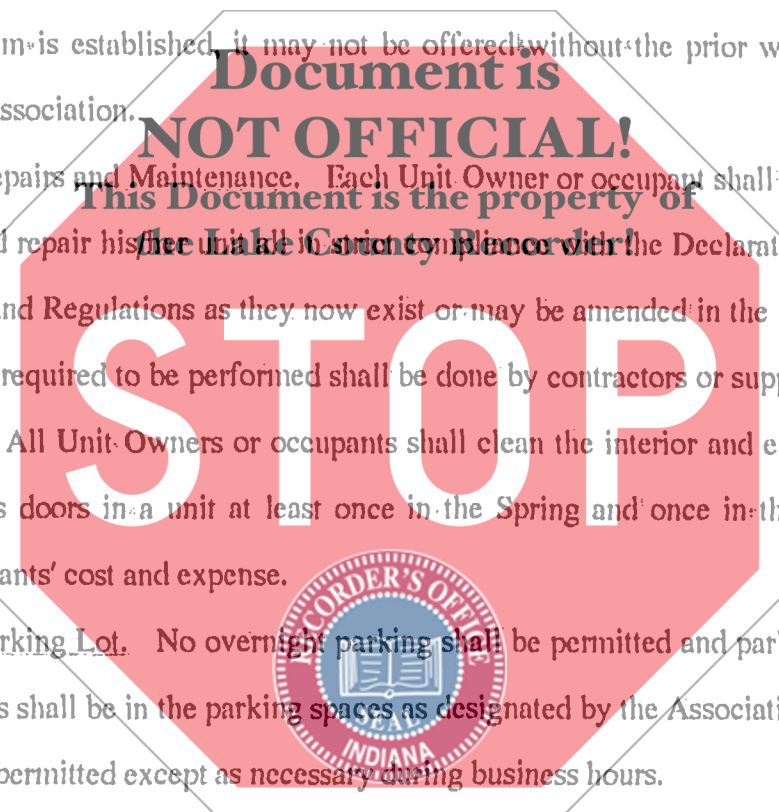 m is established, it may not be offered without the prior w
Document is
ssociation.
NOT OFFICIAL!
epairs and Maintenance. Each Unit Owner or occupant shall
This Document is the property of
d repair his/her unit all in strict compliance with the Declarat
the Lake County Recorder!
nd Regulations as they now exist or may be amended in the
STOP
required to be performed shall be done by contractors or supp
All Unit Owners or occupants shall clean the interior and e
s doors in a unit at least once in the Spring and once in th
ants' cost and expense.
RECORDER'S OFFICE
rking Lot. No overnight parking shall be permitted and par
s shall be in the parking spaces as designated by the Associati
SEAL
INDIANA
permitted except as necessary during business hours.